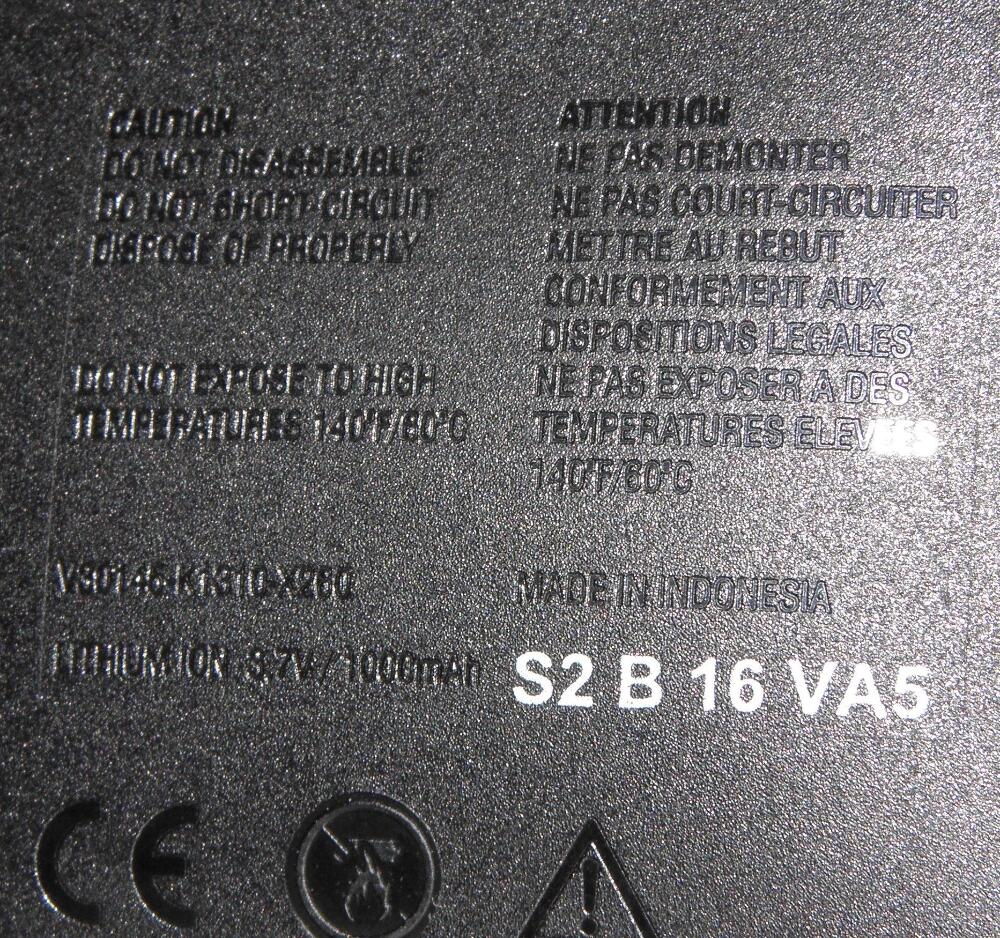 CAUTION
DO NOT DISASSEMBLE
DO NOT SHORT-CIRCUIT
DISPOSE OF PROPERLY
DO NOT EXPOSE TO HIGH
TEMPERATURES 140°F/60°C
ATTENTION
NE PAS DEMONTER
NE PAS COURT-CIRCUITER
METTRE AU REBUT
CONFORMEMENT AUX
DISPOSITIONS LEGALES
NE PAS EXPOSER A DES
TEMPERATURES ELEVEES
140°F/60°C
V30145-K1310-X250
LITHIUM ION 3,7V / 1000mAh
MADE IN INDONESIA
S2 B 16 VA5
CE